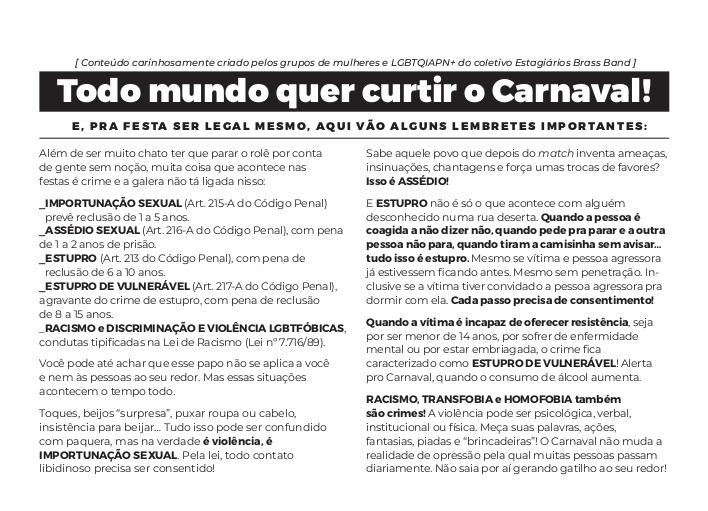 [ Conteúdo carinhosamente criado pelos grupos de mulheres e LGBTQIAPN+ do coletivo Estagiários Brass Band ]
Todo mundo quer curtir o Carnaval!
E, PRA FESTA SER LEGAL MESMO, AQUI VÃO ALGUNS LEMBRETES IMPORTANTES:
Além de ser muito chato ter que parar o rolê por conta
de gente sem noção, muita coisa que acontece nas
festas é crime e a galera não tá ligada nisso:
_IMPORTUNAÇÃO SEXUAL (Art. 215-A do Código Penal)
prevê reclusão de 1 a 5 anos.
_ASSÉDIO SEXUAL (Art. 216-A do Código Penal), com pena
de 1 a 2 anos de prisão.
_ESTUPRO (Art. 213 do Código Penal), com pena de
reclusão de 6 a 10 anos.
_ESTUPRO DE VULNERÁVEL (Art. 217-A do Código Penal),
agravante do crime de estupro, com pena de reclusão
de 8 a 15 anos.
_RACISMO e DISCRIMINAÇÃO E VIOLÊNCIA LGBTFÓBICAS,
condutas tipificadas na Lei de Racismo (Lei nº 7.716/89).
Você pode até achar que esse papo não se aplica a você
e nem às pessoas ao seu redor. Mas essas situações
acontecem o tempo todo.
Toques, beijos “surpresa”, puxar roupa ou cabelo,
insistência para beijar... Tudo isso pode ser confundido
com paquera, mas na verdade é violência, é
IMPORTUNAÇÃO SEXUAL. Pela lei, todo contato
libidinoso precisa ser consentido!
Sabe aquele povo que depois do match inventa ameaças,
insinuações, chantagens e força umas trocas de favores?
Isso é ASSÉDIO!
E ESTUPRO não é só o que acontece com alguém
desconhecido numa rua deserta. Quando a pessoa é
coagida a não dizer não, quando pede pra parar e a outra
pessoa não para, quando tiram a camisinha sem avisar...
tudo isso é estupro. Mesmo se vítima e pessoa agressora
já estivessem ficando antes. Mesmo sem penetração. In-
clusive se a vítima tiver convidado a pessoa agressora pra
dormir com ela. Cada passo precisa de consentimento!
Quando a vítima é incapaz de oferecer resistência, seja
por ser menor de 14 anos, por sofrer de enfermidade
mental ou por estar embriagada, o crime fica
caracterizado como ESTUPRO DE VULNERÁVEL! Alerta
pro Carnaval, quando o consumo de álcool aumenta.
RACISMO, TRANSFOBIA e HOMOFOBIA também
são crimes! A violência pode ser psicológica, verbal,
institucional ou física. Meça suas palavras, ações,
fantasias, piadas e “brincadeiras”! O Carnaval não muda a
realidade de opressão pela qual muitas pessoas passam
diariamente. Não saia por aí gerando gatilho ao seu redor!